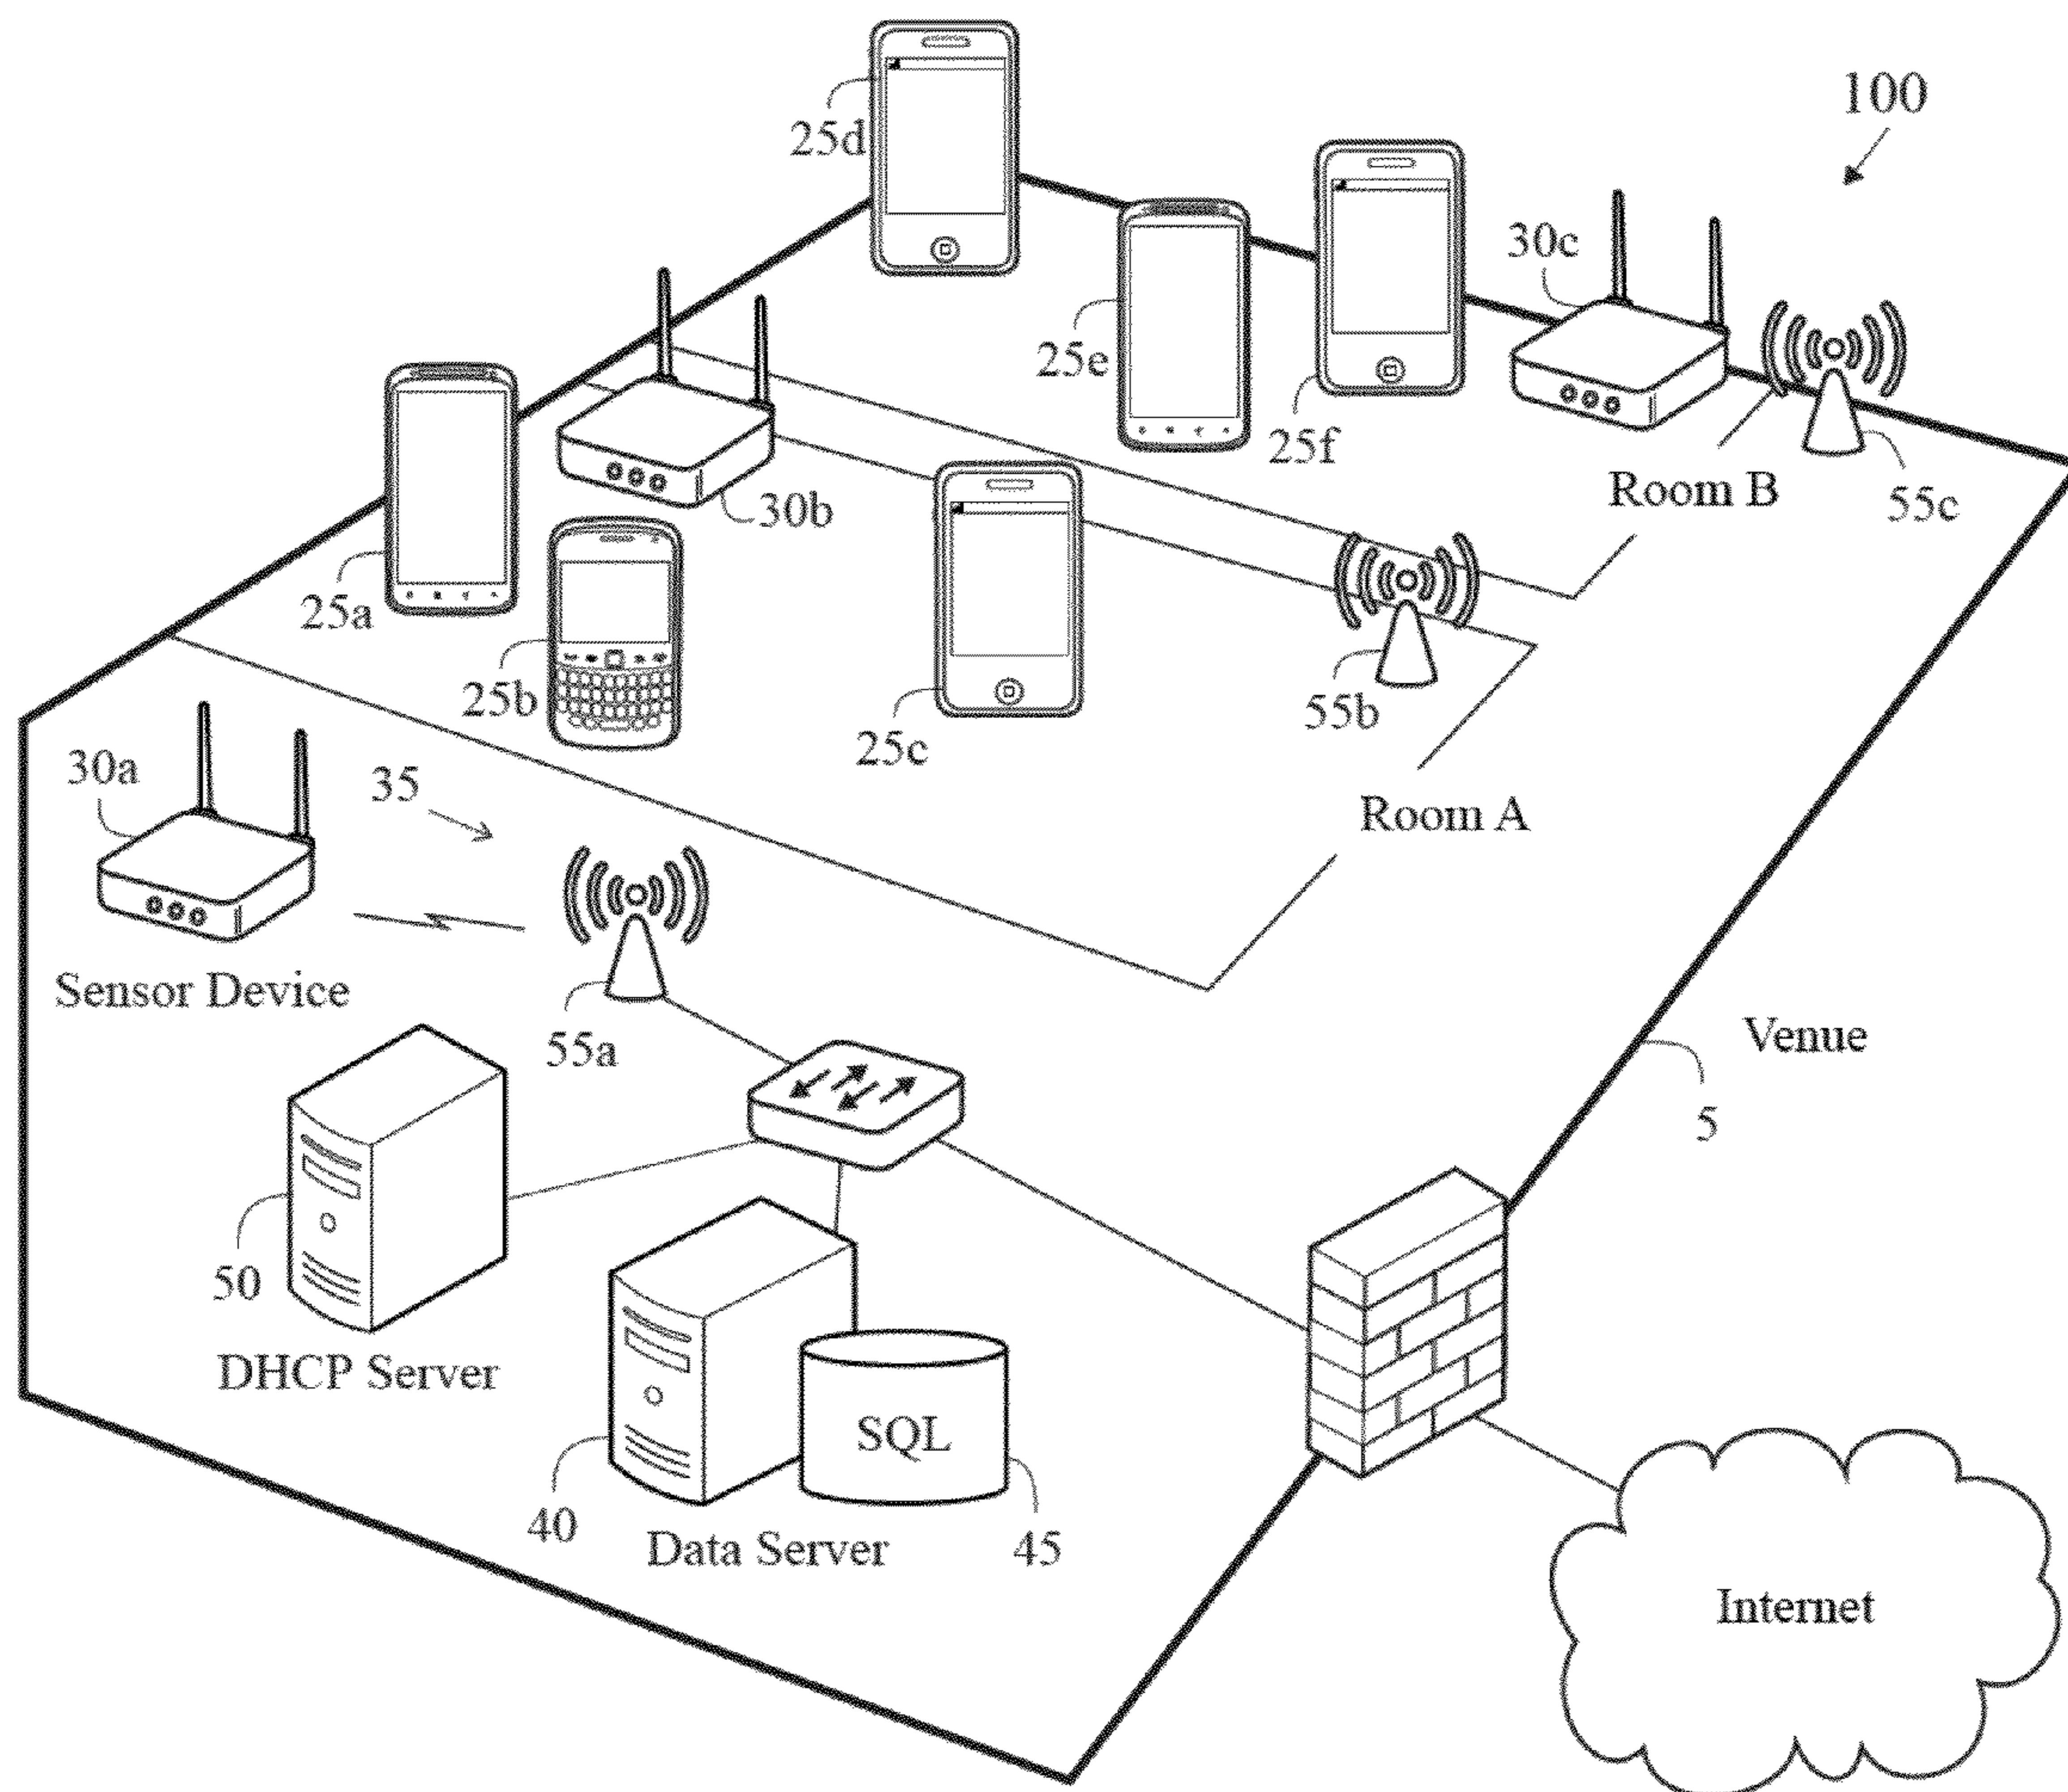 100
25d
30c
25e
25f
30b
Room B
55c
25a
25b
55b
25c
30a
35
Room A
Sensor Device
55a
Venue
5
50
DHCP Server
SQL
40
45
Data Server
Internet